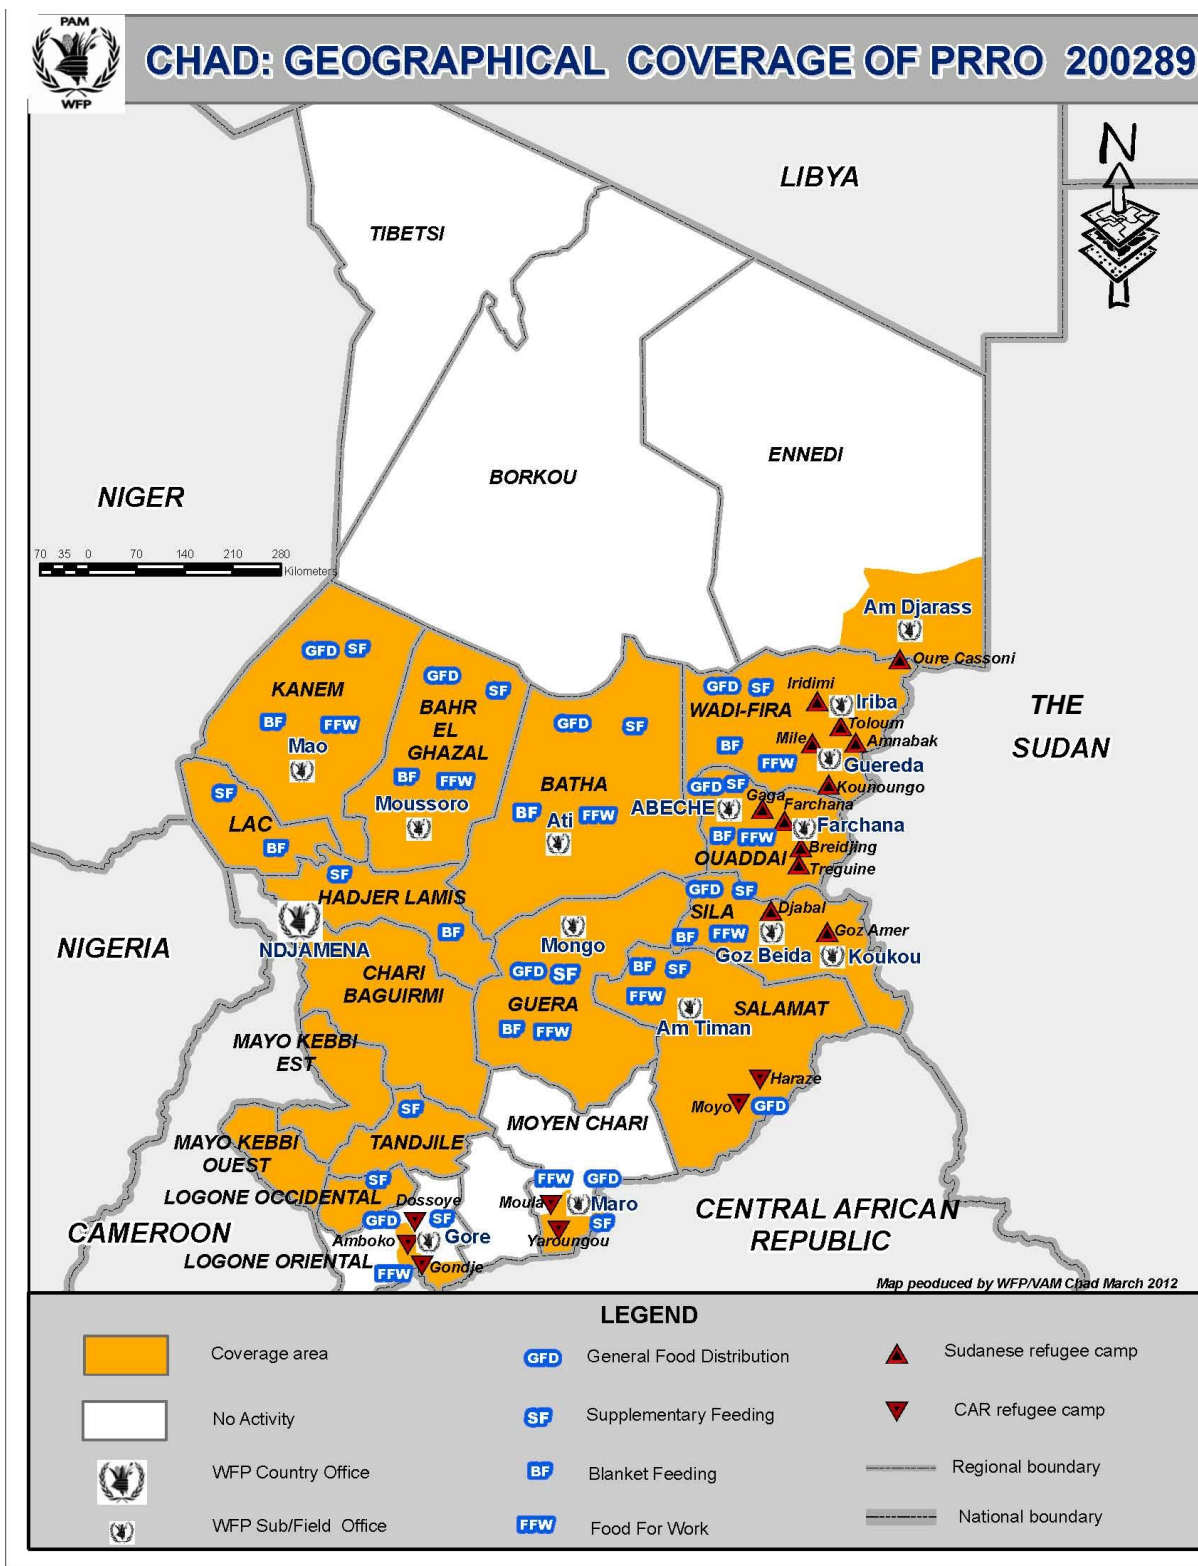 PAM
WFP
CHAD: GEOGRAPHICAL COVERAGE OF PRRO 200289
N
LIBYA
TIBETSI
ENNEDI
BORKOU
NIGER
70 35 0 70 140 210 280
Kilometers
Am Djarass
Oure Cassoni
GFD SF
KANEM
BF FFW
Mao
GFD
SF
BAHR
EL
GHAZAL
BF FFW
Moussoro
GFD SF
BATHA
BF FFW
Ati
GFD SF
WADI-FIRA
Iridimi
Iriba
Toloum
Mile
Amnabak
BF
FFW
Guereda
Kounoungo
THE
SUDAN
SF
LAC
BF
GFD SF
ABECHE
Gaga
Farchana
Farchana
BF FFW
Breidjing
OUADDAI
Treguine
SF
HADJER LAMIS
BF
NDJAMENA
NIGERIA
GFD SF
SILA
Djabal
BF FFW
Goz Beida
Goz Amer
Koukou
Mongo
GFD SF
GUERA
BF FFW
CHARI
BAGUIRMI
BF SF
FFW
SALAMAT
Am Timan
MAYO KEBBI
EST
Haraze
Moyo
GFD
MOYEN CHARI
SF
TANDJILE
MAYO KEBBI
OUEST
SF
LOGONE OCCIDENTAL
Dossoye
GFD SF
Amboko
Gore
LOGONE ORIENTAL
Gondje
FFW
FFW GFD
Moula
Maro
SF
Yaroungou
CAMEROON
CENTRAL AFRICAN
REPUBLIC
Map peoduced by WFP/VAM Chad March 2012
LEGEND
Coverage area
No Activity
WFP Country Office
WFP Sub/Field Office
GFD General Food Distribution
SF Supplementary Feeding
BF Blanket Feeding
FFW Food For Work
Sudanese refugee camp
CAR refugee camp
Regional boundary
National boundary